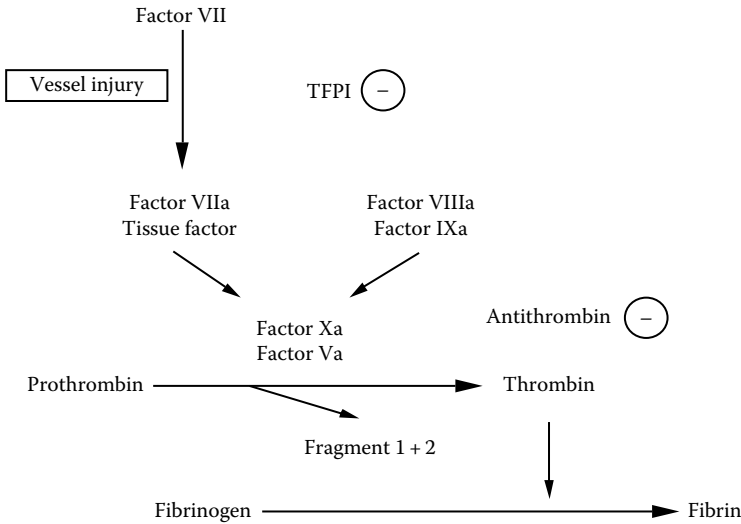 Factor VII
Vessel injury
TFPI –
Factor VIIa
Tissue factor
Factor VIIIa
Factor IXa
Antithrombin –
Factor Xa
Factor Va
Prothrombin
Thrombin
Fragment 1 + 2
Fibrinogen
Fibrin